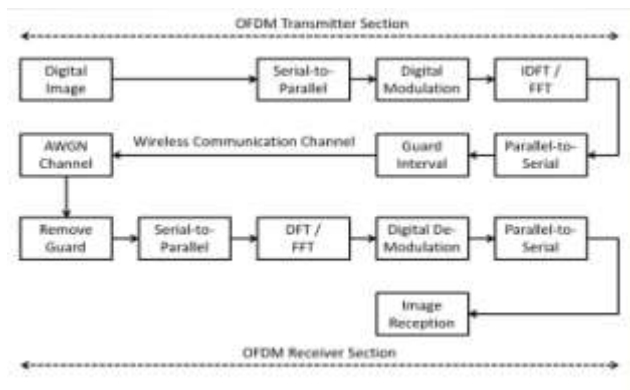 OFDM Transmitter Section
Digital
Image
Serial-to-
Parallel
Digital
Modulation
IDFT /
FFT
AWGN
Channel
Wireless Communication Channel
Guard
Interval
Parallel-to-
Serial
Remove
Guard
Serial-to-
Parallel
DFT /
FFT
Digital De-
Modulation
Parallel-to-
Serial
Image
Reception
OFDM Receiver Section